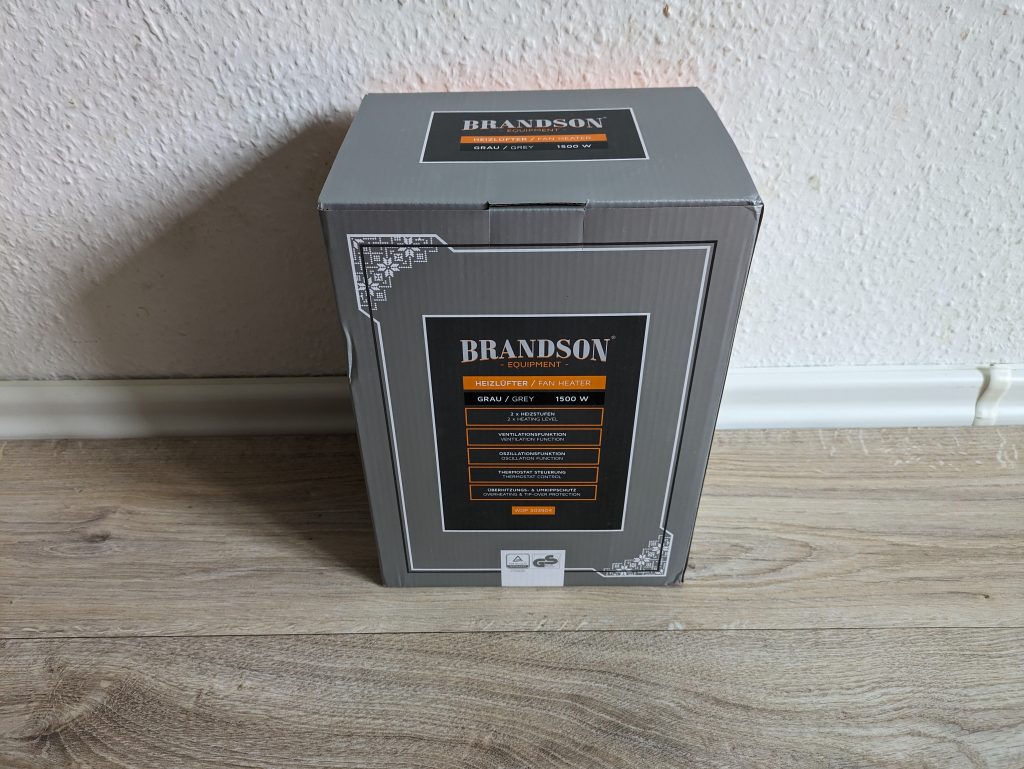 BRANDSON
- EQUIPMENT -
HEIZLÜFTER / FAN HEATER
GRAU / GREY 1500 W
BRANDSON®
- EQUIPMENT -
HEIZLÜFTER / FAN HEATER
GRAU / GREY 1500 W
2 x HEIZSTUFEN
2 x HEATING LEVEL
VENTILATIONSFUNKTION
VENTILATION FUNCTION
OSZILLATIONSFUNKTION
OSCILLATION FUNCTION
THERMOSTAT STEUERUNG
THERMOSTAT CONTROL
ÜBERHITZUNGS- & UMKIPPSCHUTZ
OVERHEATING & TIP-OVER PROTECTION
GS